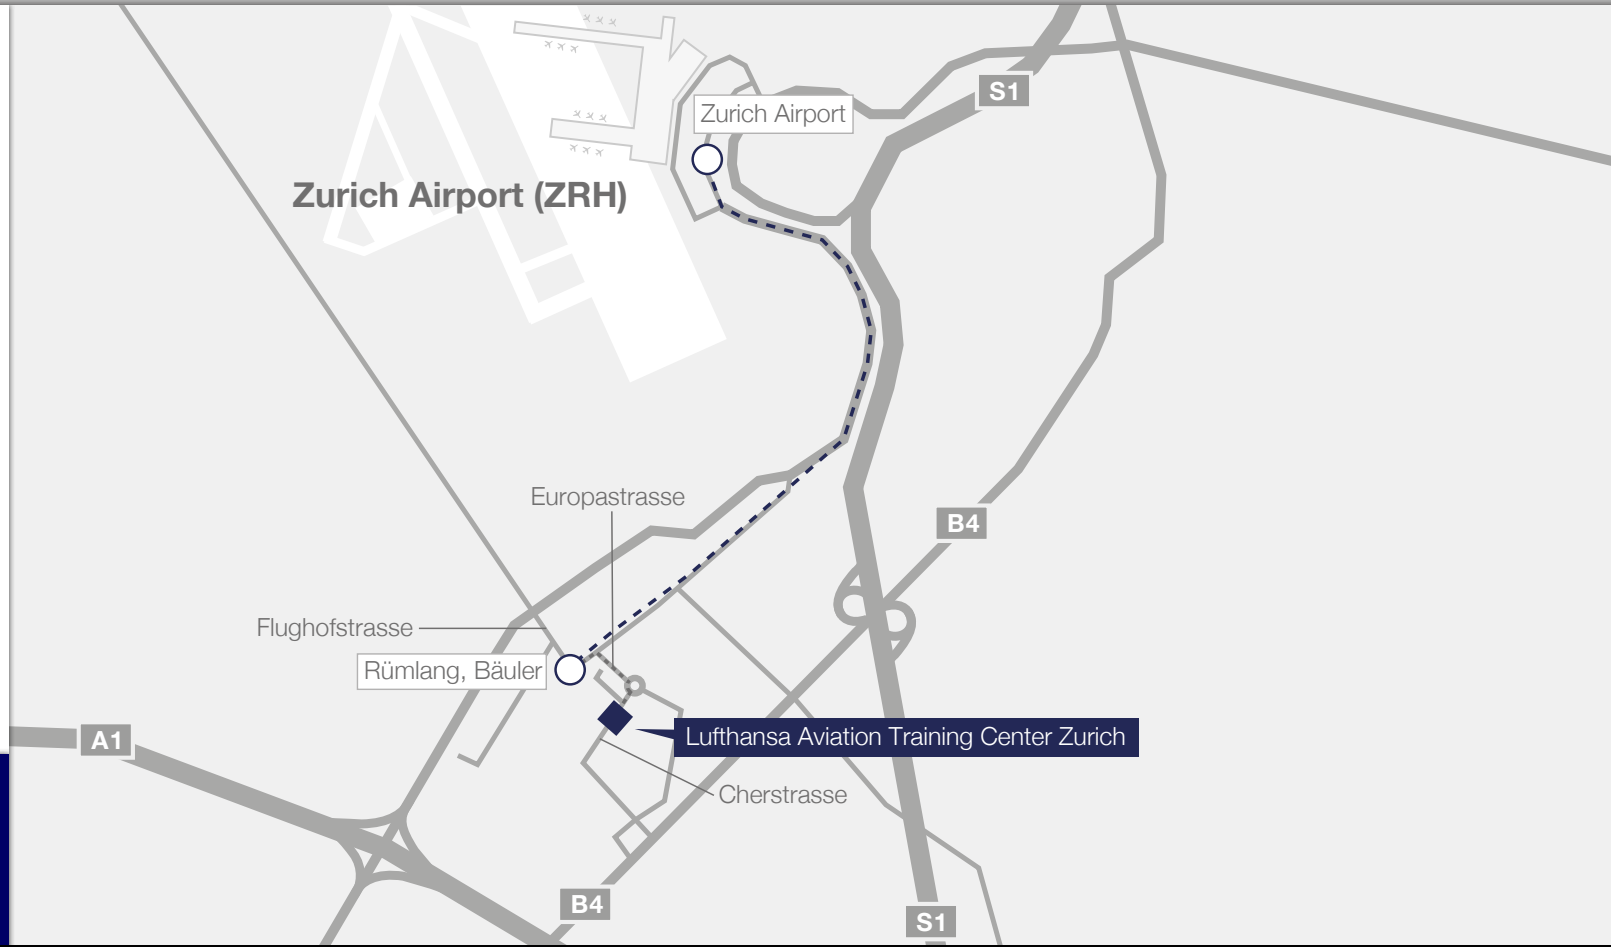 S1
Zurich Airport
Zurich Airport (ZRH)
Europastrasse
B4
Flughofstrasse
Rümlang, Bäuler
Lufthansa Aviation Training Center Zurich
A1
Cherstrasse
B4
S1